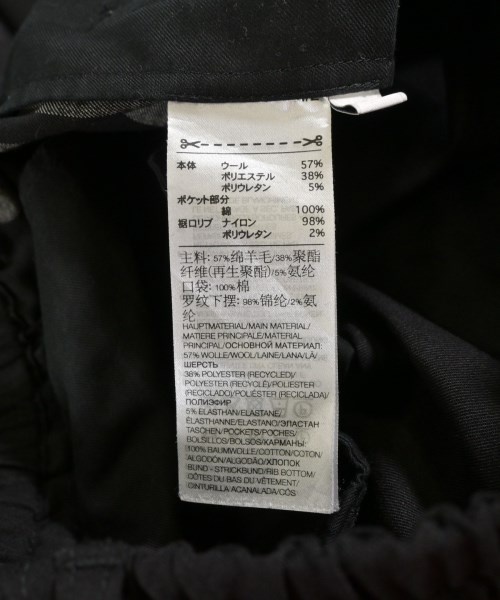 本体 ウール 57%
ポリエステル 38%
ポリウレタン 5%
ポケット部分
綿 100%
裾口リブ ナイロン 98%
ポリウレタン 2%
主料: 57%绵羊毛/38%聚酯
纤维(再生聚酯)/5%氨纶
口袋: 100%棉
罗纹下摆: 98%锦纶/2%氨
纶
HAUPTMATERIAL/MAIN MATERIAL/
MATIERE PRINCIPALE/MATERIAL
PRINCIPAL/ОСНОВНОЙ МАТЕРИАЛ:
57% WOLLE/WOOL/LAINE/LANA/LÃ/
ШЕРСТЬ
38% POLYESTER (RECYCLED)/
POLYESTER (RECYCLÉ)/POLIÉSTER
(RECICLADO)/POLIÉSTER (RECICLADA)/
ПОЛИЭФИР
5% ELASTHAN/ELASTANE/
ÉLASTHANNE/ELASTANO/ЭЛАСТАН
TASCHEN/POCKETS/POCHES/
BOLSILLOS/BOLSOS/КАРМАНЫ:
100% BAUMWOLLE/COTTON/COTON/
ALGODÓN/ALGODÃO/ХЛОПОК
BUND - STRICKBUND/RIB BOTTOM/
CÔTES DU BAS DE VÊTEMENT/
CINTURILLA ACANALADA/CÓS